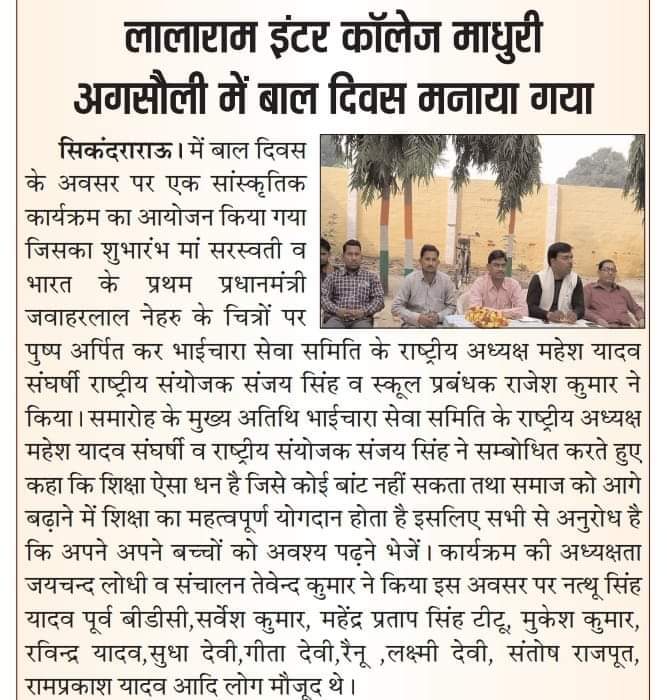 लालाराम इंटर कॉलेज माधुरी
अगसौली में बाल दिवस मनाया गया
सिकंदराराऊ। में बाल दिवस
के अवसर पर एक सांस्कृतिक
कार्यक्रम का आयोजन किया गया
जिसका शुभारंभ मां सरस्वती व
भारत के प्रथम प्रधानमंत्री
जवाहरलाल नेहरु के चित्रों पर
पुष्प अर्पित कर भाईचारा सेवा समिति के राष्ट्रीय अध्यक्ष महेश यादव
संघर्षी राष्ट्रीय संयोजक संजय सिंह व स्कूल प्रबंधक राजेश कुमार ने
किया। समारोह के मुख्य अतिथि भाईचारा सेवा समिति के राष्ट्रीय अध्यक्ष
महेश यादव संघर्षी व राष्ट्रीय संयोजक संजय सिंह ने सम्बोधित करते हुए
कहा कि शिक्षा ऐसा धन है जिसे कोई बांट नहीं सकता तथा समाज को आगे
बढ़ाने में शिक्षा का महत्वपूर्ण योगदान होता है इसलिए सभी से अनुरोध है
कि अपने अपने बच्चों को अवश्य पढ़ने भेजें। कार्यक्रम की अध्यक्षता
जयचन्द लोधी व संचालन तेवेन्द कुमार ने किया इस अवसर पर नत्थू सिंह
यादव पूर्व बीडीसी,सर्वेश कुमार, महेंद्र प्रताप सिंह टीटू, मुकेश कुमार,
रविन्द्र यादव,सुधा देवी,गीता देवी,रैनू ,लक्ष्मी देवी, संतोष राजपूत,
रामप्रकाश यादव आदि लोग मौजूद थे।